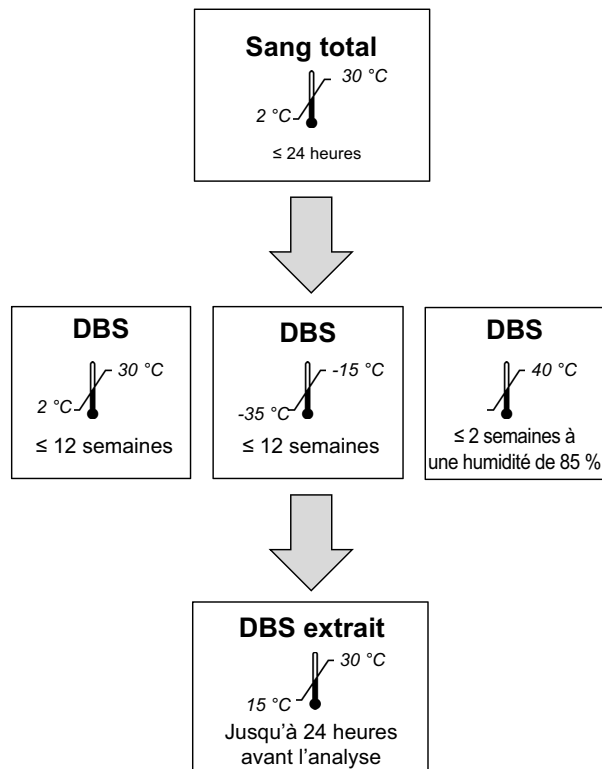 Sang total
30 °C
2 °C
≤ 24 heures
DBS
30 °C
2 °C
≤ 12 semaines
DBS
-15 °C
-35 °C
≤ 12 semaines
DBS
40 °C
≤ 2 semaines à
une humidité de 85 %
DBS extrait
30 °C
15 °C
Jusqu'à 24 heures
avant l'analyse